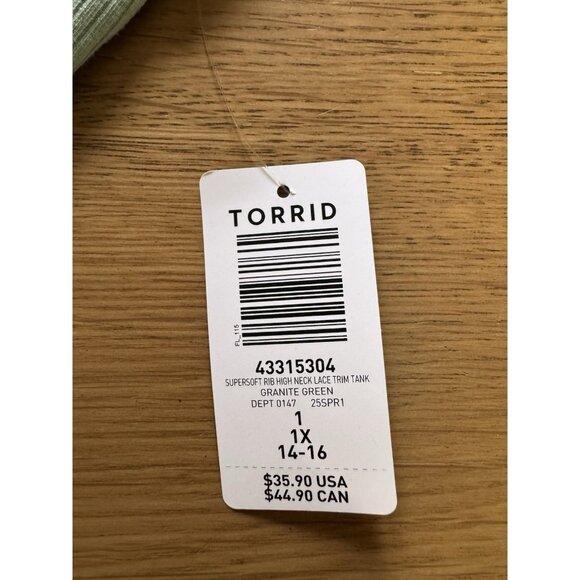 TORRID
FL_115
43315304
SUPERSOFT RIB HIGH NECK LACE TRIM TANK
GRANITE GREEN
DEPT 0147 25SPR1
1
1X
14-16
$35.90 USA
$44.90 CAN